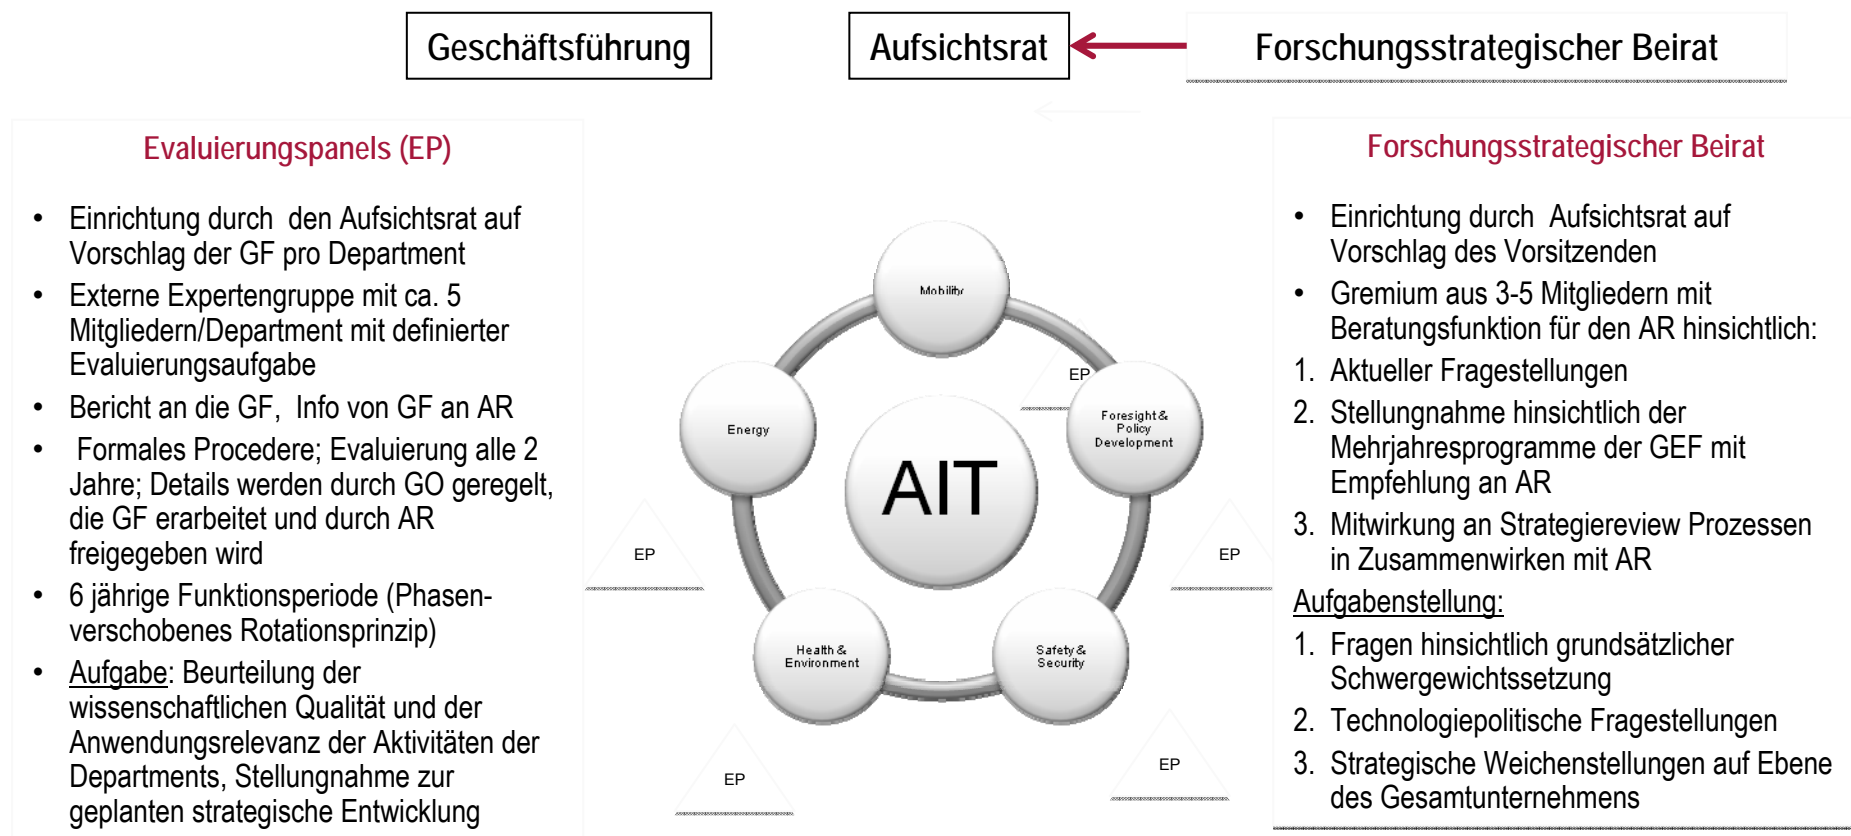 Geschäftsführung
Aufsichtsrat
Forschungsstrategischer Beirat
Evaluierungspanels (EP)
• Einrichtung durch  den Aufsichtsrat auf
Vorschlag der GF pro Department
• Externe Expertengruppe mit ca. 5
Mitgliedern/Department mit definierter
Evaluierungsaufgabe
• Bericht an die GF,  Info von GF an AR
•  Formales Procedere; Evaluierung alle 2
Jahre; Details werden durch GO geregelt,
die GF erarbeitet und durch AR
freigegeben wird
• 6 jährige Funktionsperiode (Phasen-
verschobenes Rotationsprinzip)
• Aufgabe: Beurteilung der
wissenschaftlichen Qualität und der
Anwendungsrelevanz der Aktivitäten der
Departments, Stellungnahme zur
geplanten strategische Entwicklung
Mobility
EP
Energy
Foresight &
Policy
Development
AIT
EP
EP
Health &
Environment
Safety &
Security
EP
EP
Forschungsstrategischer Beirat
• Einrichtung durch  Aufsichtsrat auf
Vorschlag des Vorsitzenden
• Gremium aus 3-5 Mitgliedern mit
Beratungsfunktion für den AR hinsichtlich:
1. Aktueller Fragestellungen
2. Stellungnahme hinsichtlich der
Mehrjahresprogramme der GEF mit
Empfehlung an AR
3. Mitwirkung an Strategiereview Prozessen
in Zusammenwirken mit AR
Aufgabenstellung:
1. Fragen hinsichtlich grundsätzlicher
Schwergewichtssetzung
2. Technologiepolitische Fragestellungen
3. Strategische Weichenstellungen auf Ebene
des Gesamtunternehmens